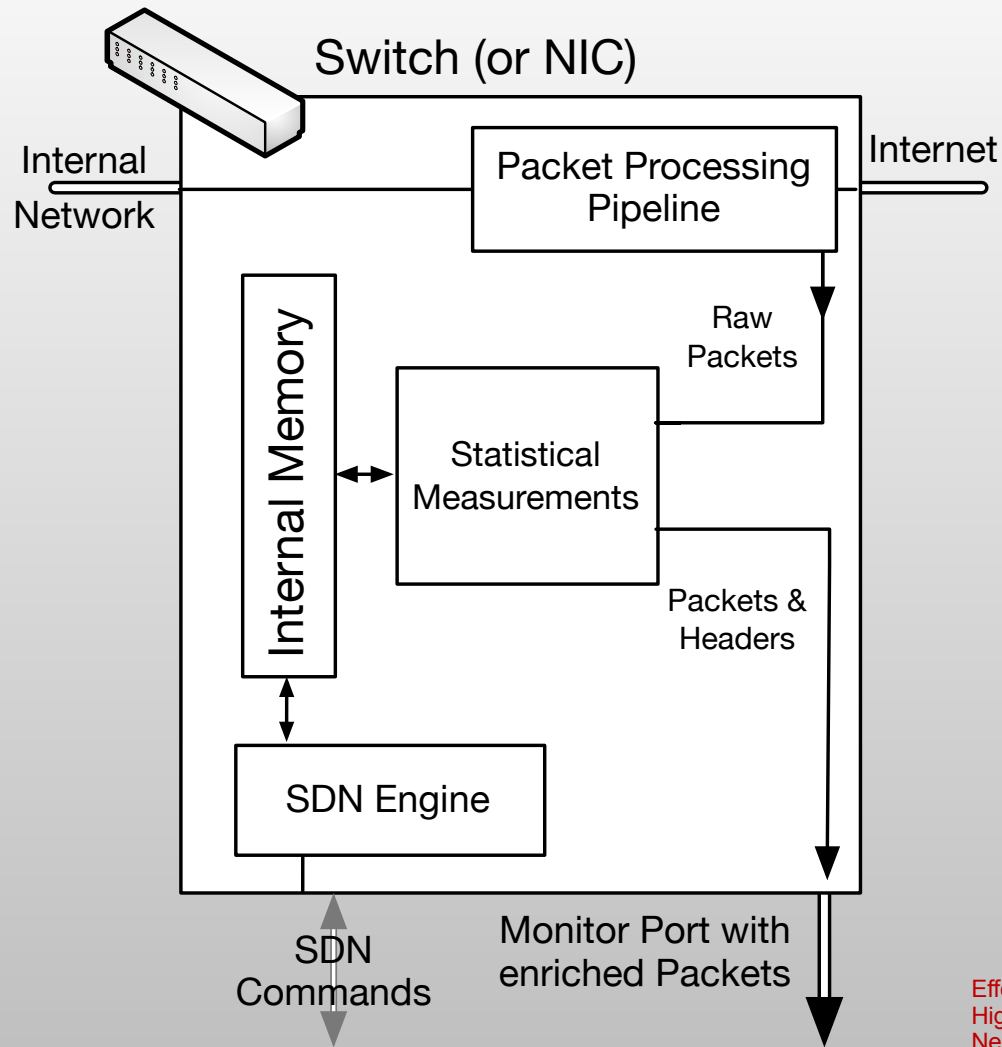 Switch (or NIC)
Internal
Network
Packet Processing
Pipeline
Internet
Raw
Packets
Internal Memory
Statistical
Measurements
Packets &
Headers
SDN Engine
SDN
Commands
Monitor Port with
enriched Packets